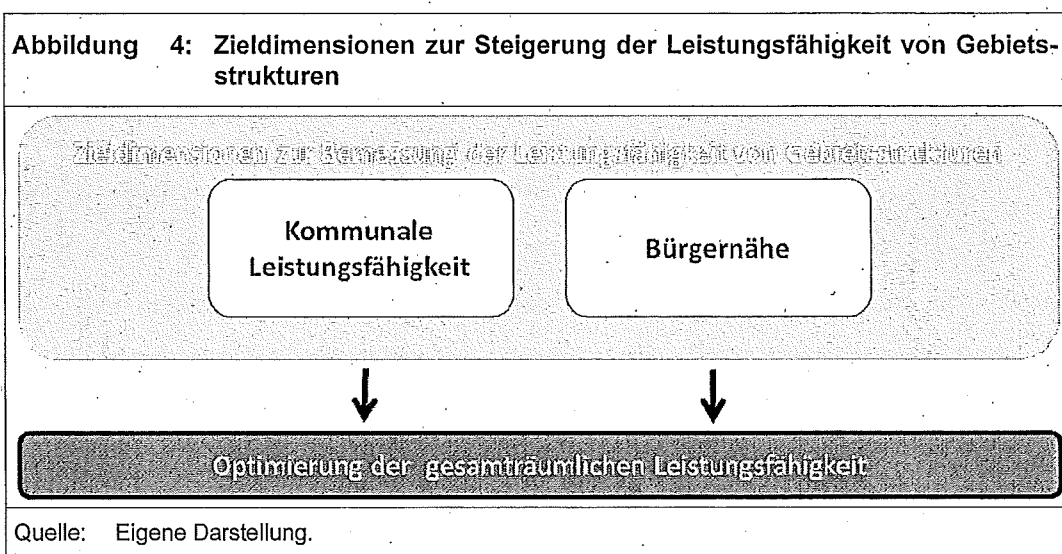 Abbildung 4: Zieldimensionen zur Steigerung der Leistungsfähigkeit von Gebiets-
strukturen
Zieldimensionen zur Bemessung der Leistungsfähigkeit von Gebietsstrukturen
Kommunale
Leistungsfähigkeit
Bürgernähe
Optimierung der gesamträumlichen Leistungsfähigkeit
Quelle: Eigene Darstellung.